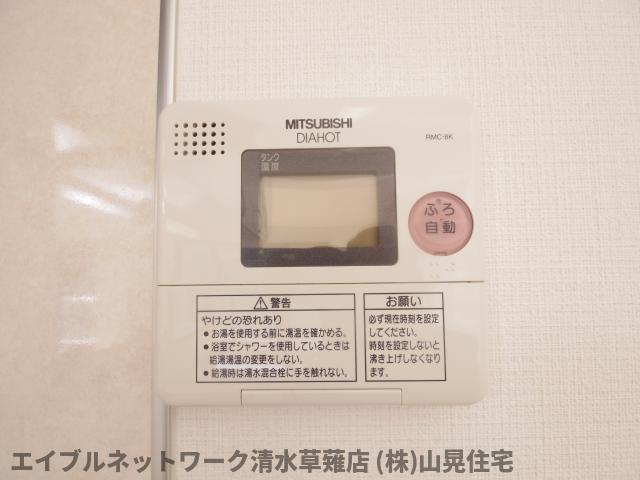 MITSUBISHI
DIAHOT
RMC-8K
タンク
温度
ふろ
自動
警告
やけどの恐れあり
●お湯を使用する前に湯温を確かめる。
●浴室でシャワーを使用しているときは
給湯湯温の変更をしない。
●給湯時は湯水混合栓に手を触れない。
お願い
必ず現在時刻を設定
してください。
時刻を設定しないと
沸き上げしなくなり
ます。
エイブルネットワーク清水草薙店 (株)山晃住宅